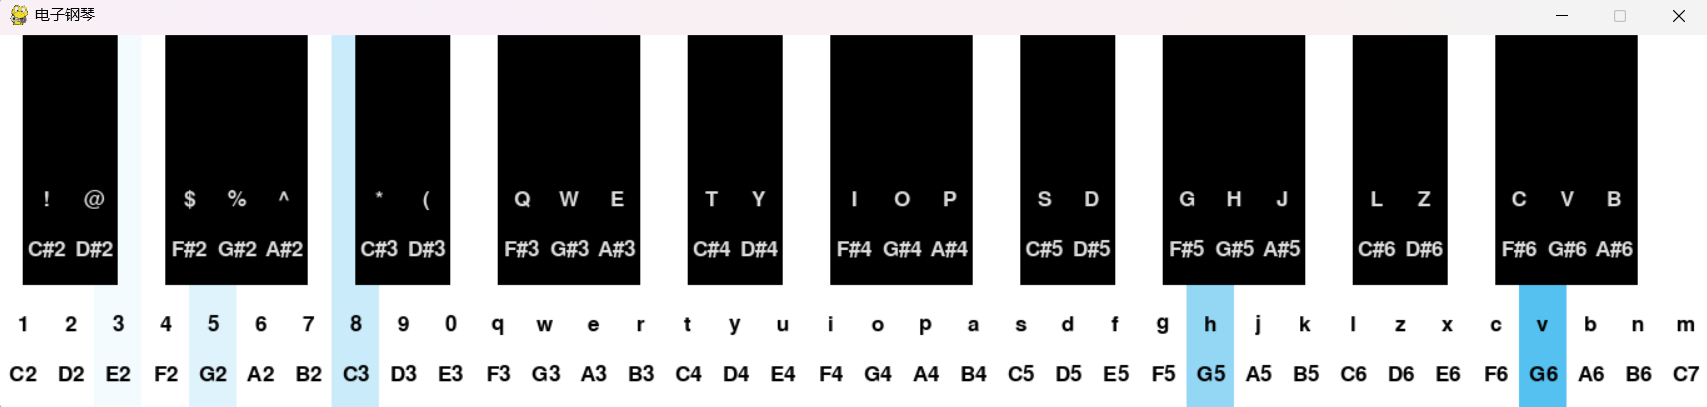 电子钢琴
! @ $ % ^ * ( Q W E T Y I O P S D G H J L Z C V B
C#2 D#2 F#2 G#2 A#2 C#3 D#3 F#3 G#3 A#3 C#4 D#4 F#4 G#4 A#4 C#5 D#5 F#5 G#5 A#5 C#6 D#6 F#6 G#6 A#6
1 2 3 4 5 6 7 8 9 0 q w e r t y u i o p a s d f g h j k l z x c v b n m
C2 D2 E2 F2 G2 A2 B2 C3 D3 E3 F3 G3 A3 B3 C4 D4 E4 F4 G4 A4 B4 C5 D5 E5 F5 G5 A5 B5 C6 D6 E6 F6 G6 A6 B6 C7